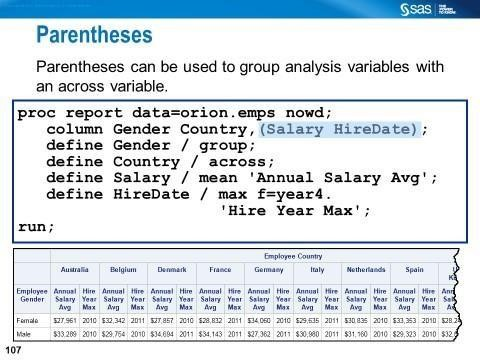 sas
THE POWER TO KNOW
Parentheses
Parentheses can be used to group analysis variables with
an across variable.
proc report data=orion.emps nowd;
column Gender Country,(Salary HireDate);
define Gender / group;
define Country / across;
define Salary / mean 'Annual Salary Avg';
define HireDate / max f=year4.
'Hire Year Max';
run;
Employee Country
Australia Belgium Denmark France Germany Italy Netherlands Spain
Employee Annual Hire Annual Hire Annual Hire Annual Hire Annual Hire Annual Hire Annual Hire Annual Hire
Gender Salary Year Salary Year Salary Year Salary Year Salary Year Salary Year Salary Year Salary Year
Avg Max Avg Max Avg Max Avg Max Avg Max Avg Max Avg Max Avg Max
Female $27,961 2010 $32,342 2011 $27,857 2010 $28,832 2011 $34,060 2010 $29,635 2011 $30,835 2010 $33,353 2010
Male $33,289 2010 $29,754 2010 $34,694 2011 $34,143 2011 $27,362 2011 $30,980 2011 $31,160 2010 $29,323 2010
107